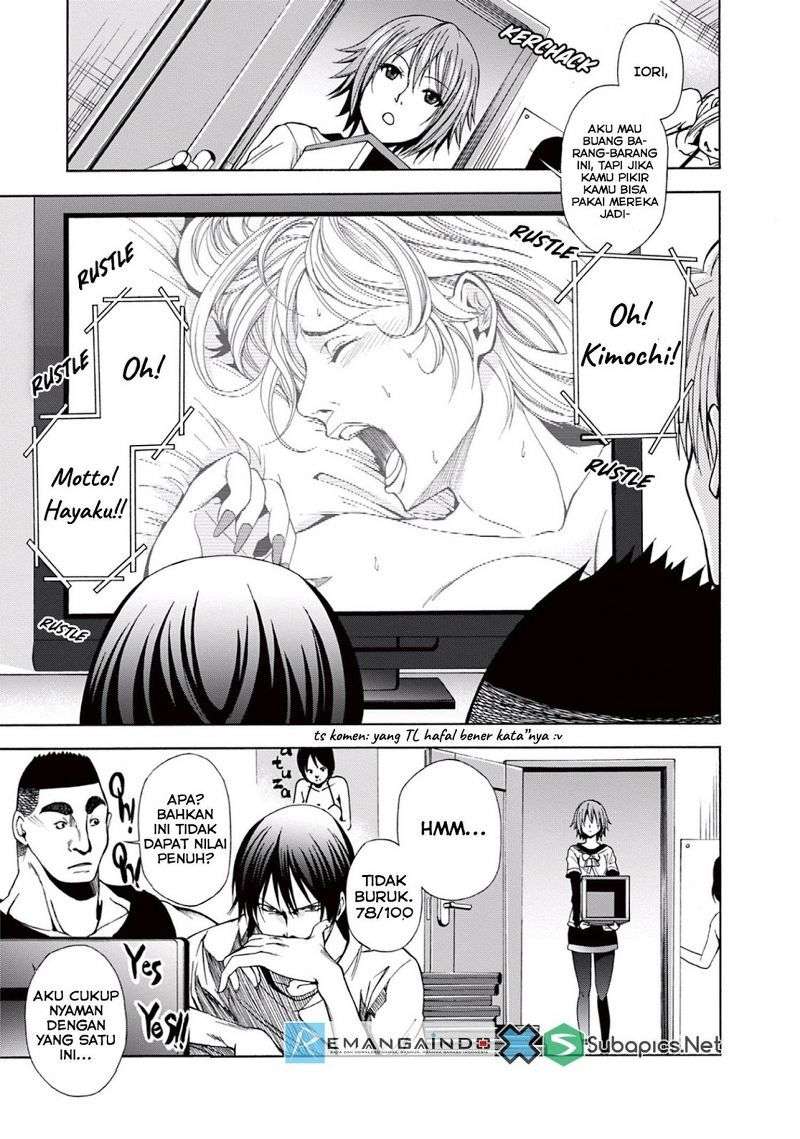 KERCHACK
IORI,
AKU MAU
BUANG BA-
RANG-BARANG
INI, TAPI JIKA
KAMU PIKIR
KAMU BISA
PAKAI MEREKA
JADI-
RUSTLE
Oh!
Kimochi!
RUSTLE
RUSTLE
Oh!
RUSTLE
Motto!
Hayaku!!
RUSTLE
ts komen: yang TL hafal bener kata"nya :v
HMM...
TIDAK
BURUK.
78/100
APA?
BAHKAN
INI TIDAK
DAPAT NILAI
PENUH?
Oh!
Oh!
Yes
Yes!!
AKU CUKUP
NYAMAN
DENGAN
YANG SATU
INI...
REMANGAINDO
Subapics.Net